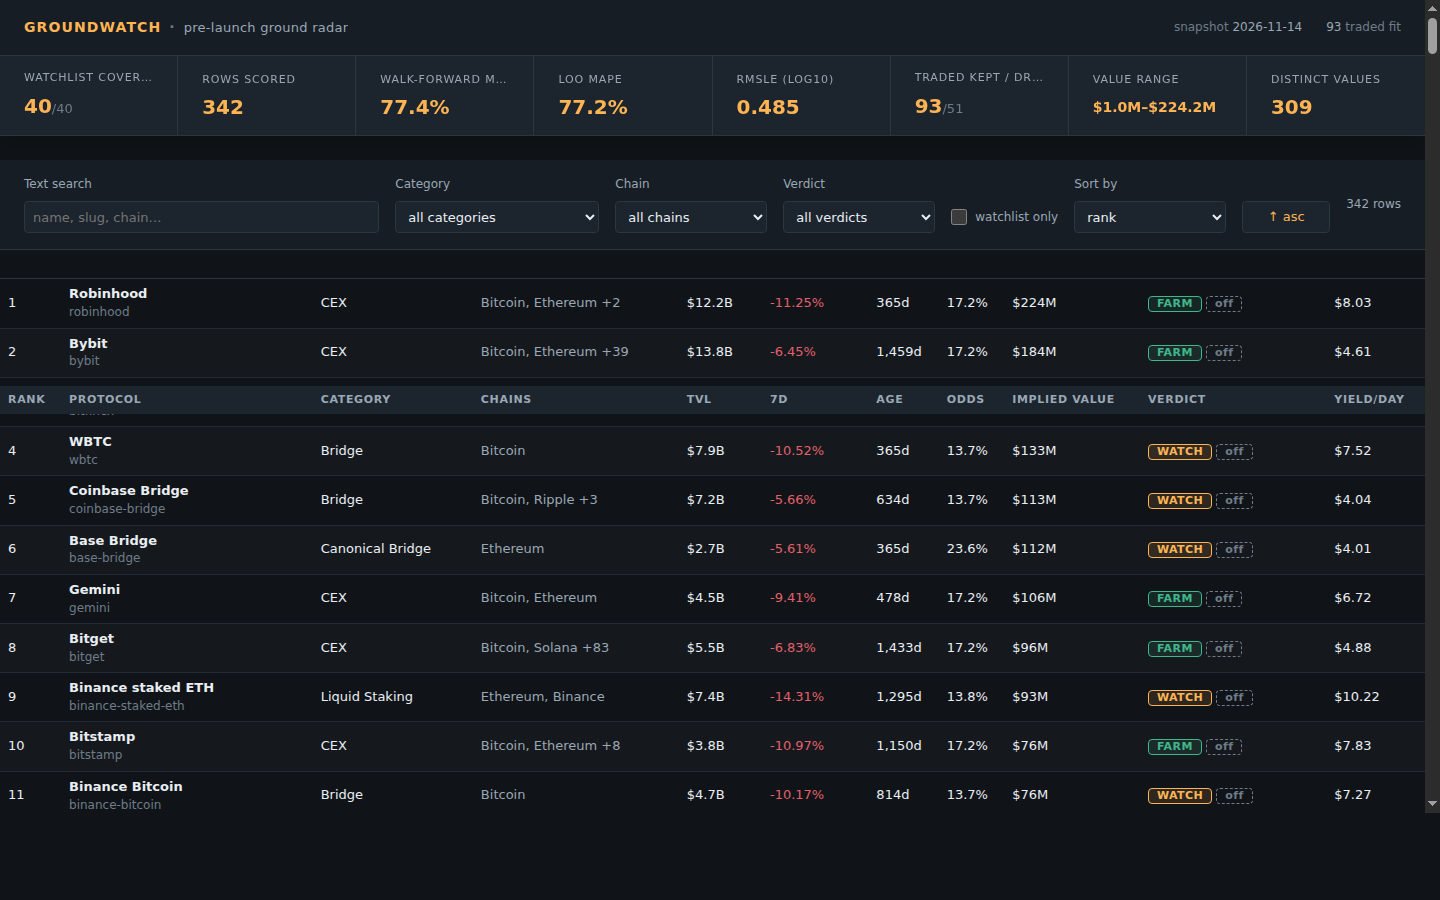 GROUNDWATCH · pre-launch ground radar
snapshot 2026-11-14 93 traded fit
WATCHLIST COVER… ROWS SCORED WALK-FORWARD M… LOO MAPE RMSLE (LOG10) TRADED KEPT / DR… VALUE RANGE DISTINCT VALUES
40/40 342 77.4% 77.2% 0.485 93/51 $1.0M–$224.2M 309
Text search Category Chain Verdict Sort by
name, slug, chain… all categories all chains all verdicts watchlist only rank ↑ asc 342 rows
1 Robinhood CEX Bitcoin, Ethereum +2 $12.2B -11.25% 365d 17.2% $224M FARM off $8.03
robinhood
2 Bybit CEX Bitcoin, Ethereum +39 $13.8B -6.45% 1,459d 17.2% $184M FARM off $4.61
bybit
RANK PROTOCOL CATEGORY CHAINS TVL 7D AGE ODDS IMPLIED VALUE VERDICT YIELD/DAY
4 WBTC Bridge Bitcoin $7.9B -10.52% 365d 13.7% $133M WATCH off $7.52
wbtc
5 Coinbase Bridge Bridge Bitcoin, Ripple +3 $7.2B -5.66% 634d 13.7% $113M WATCH off $4.04
coinbase-bridge
6 Base Bridge Canonical Bridge Ethereum $2.7B -5.61% 365d 23.6% $112M WATCH off $4.01
base-bridge
7 Gemini CEX Bitcoin, Ethereum $4.5B -9.41% 478d 17.2% $106M FARM off $6.72
gemini
8 Bitget CEX Bitcoin, Solana +83 $5.5B -6.83% 1,433d 17.2% $96M FARM off $4.88
bitget
9 Binance staked ETH Liquid Staking Ethereum, Binance $7.4B -14.31% 1,295d 13.8% $93M WATCH off $10.22
binance-staked-eth
10 Bitstamp CEX Bitcoin, Ethereum +8 $3.8B -10.97% 1,150d 17.2% $76M FARM off $7.83
bitstamp
11 Binance Bitcoin Bridge Bitcoin $4.7B -10.17% 814d 13.7% $76M WATCH off $7.27
binance-bitcoin